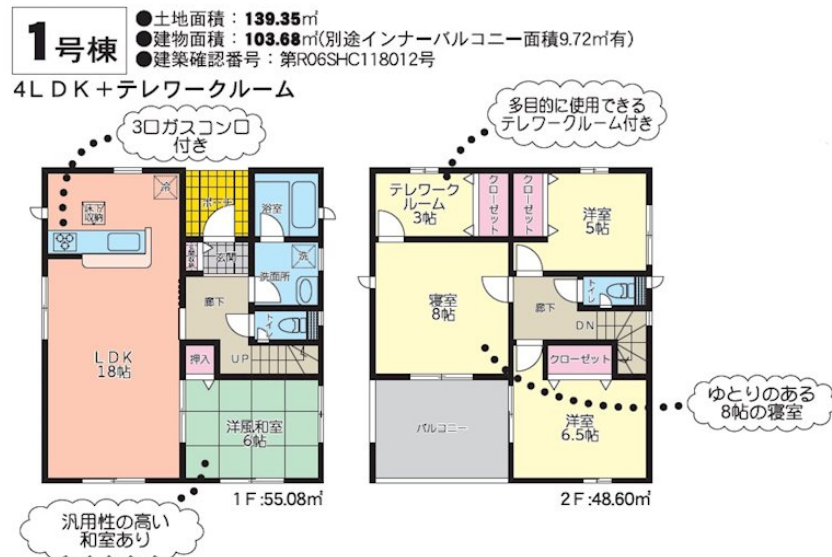 1号棟
●土地面積：139.35㎡
●建物面積：103.68㎡(別途インナーバルコニー面積9.72㎡有)
●建築確認番号：第R06SHC118012号
4LDK＋テレワークルーム
3口ガスコンロ
付き
多目的に使用できる
テレワークルーム付き
冷
床下
収納
ポーチ
浴室
玄関
洗面所
洗
廊下
トイレ
LDK
18帖
押入
UP
洋風和室
6帖
1F:55.08㎡
汎用性の高い
和室あり
テレワーク
ルーム
3帖
クローゼット
クローゼット
洋室
5帖
寝室
8帖
廊下
トイレ
DN
クローゼット
バルコニー
洋室
6.5帖
2F:48.60㎡
ゆとりのある
8帖の寝室